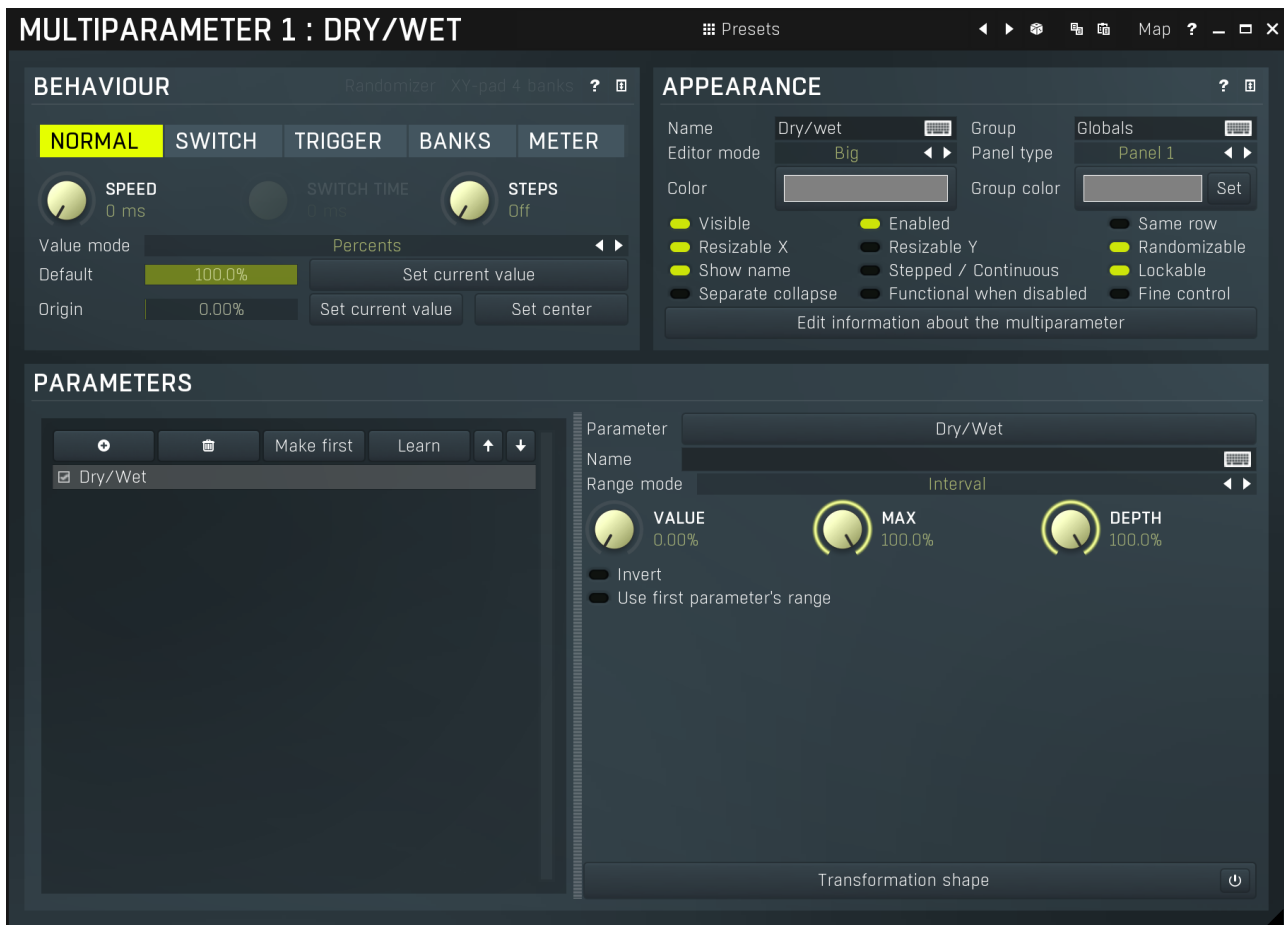 MULTIPARAMETER 1 : DRY/WET Presets Map ?
BEHAVIOUR Randomizer XY-pad 4 banks ?
NORMAL SWITCH TRIGGER BANKS METER
SPEED
0 ms
SWITCH TIME
0 ms
STEPS
Off
Value mode Percents
Default 100.0% Set current value
Origin 0.00% Set current value Set center
APPEARANCE ?
Name Dry/wet Group Globals
Editor mode Big Panel type Panel 1
Color Group color Set
Visible Enabled Same row
Resizable X Resizable Y Randomizable
Show name Stepped / Continuous Lockable
Separate collapse Functional when disabled Fine control
Edit information about the multiparameter
PARAMETERS
Make first Learn
Dry/Wet
Parameter Dry/Wet
Name
Range mode Interval
VALUE
0.00%
MAX
100.0%
DEPTH
100.0%
Invert
Use first parameter's range
Transformation shape